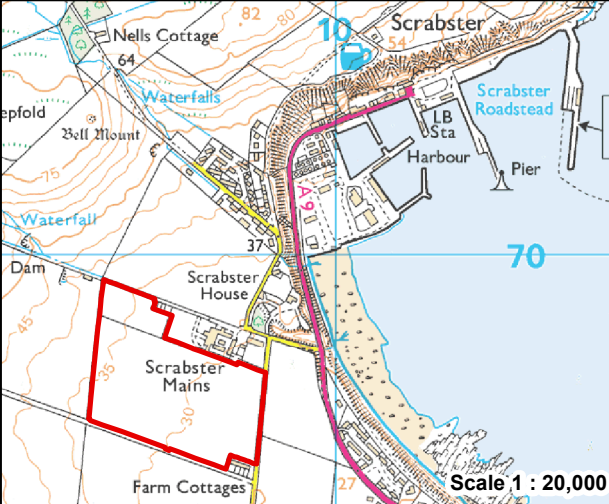 Scrabster
82
80
10
54
Nells Cottage
64
Waterfalls
Scrabster
Roadstead
epfold
Bell Mount
LB
Sta
Harbour
Pier
75
A9
Waterfall
37
70
Dam
Scrabster
House
45
Scrabster
Mains
35
30
Farm Cottages
27
Scale 1 : 20,000